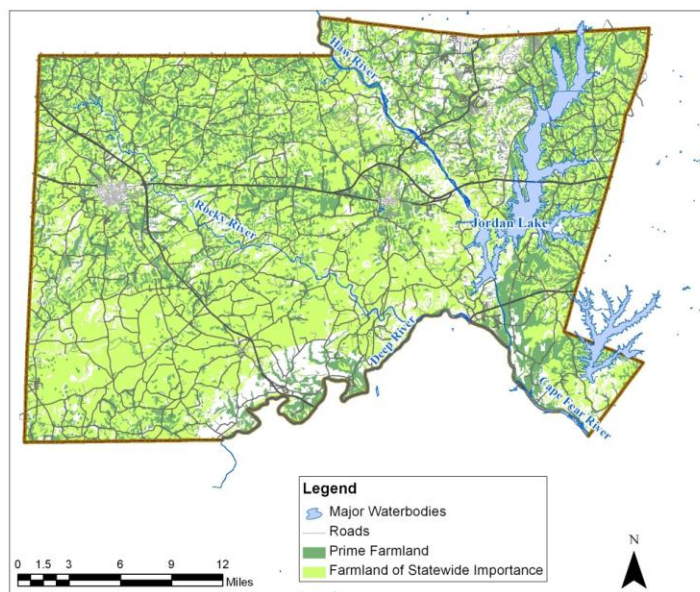 Haw River
Rocky River
Jordan Lake
Deep River
Cape Fear River
Legend
Major Waterbodies
Roads
Prime Farmland
Farmland of Statewide Importance
N
0 1.5 3 6 9 12
Miles